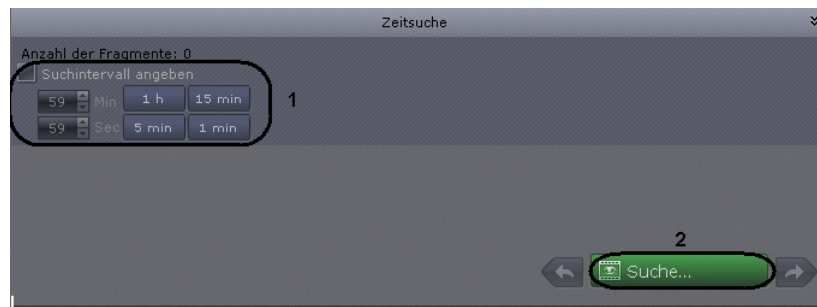 Zeitsuche
Anzahl der Fragmente: 0
Suchintervall angeben
59 Min 1 h 15 min
59 Sec 5 min 1 min
1
2
Suche...